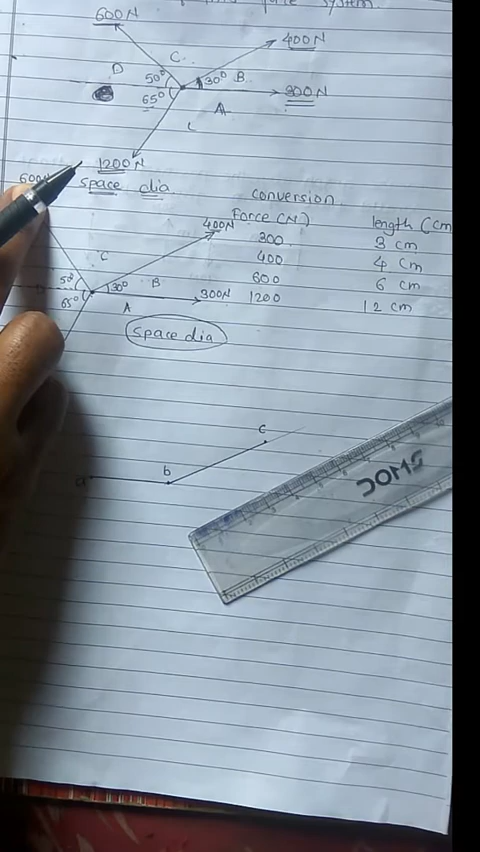 system
600N
400N
C
D
50° 30° B
65° 300N
A
L
1200N
600N space dia
conversion
Force (N) length (cm
400N
300 3 cm
400 4 cm
600 6 cm
1200 12 cm
C
50° 30° B
65° 300N
A
space dia
c
b
a
DOMS